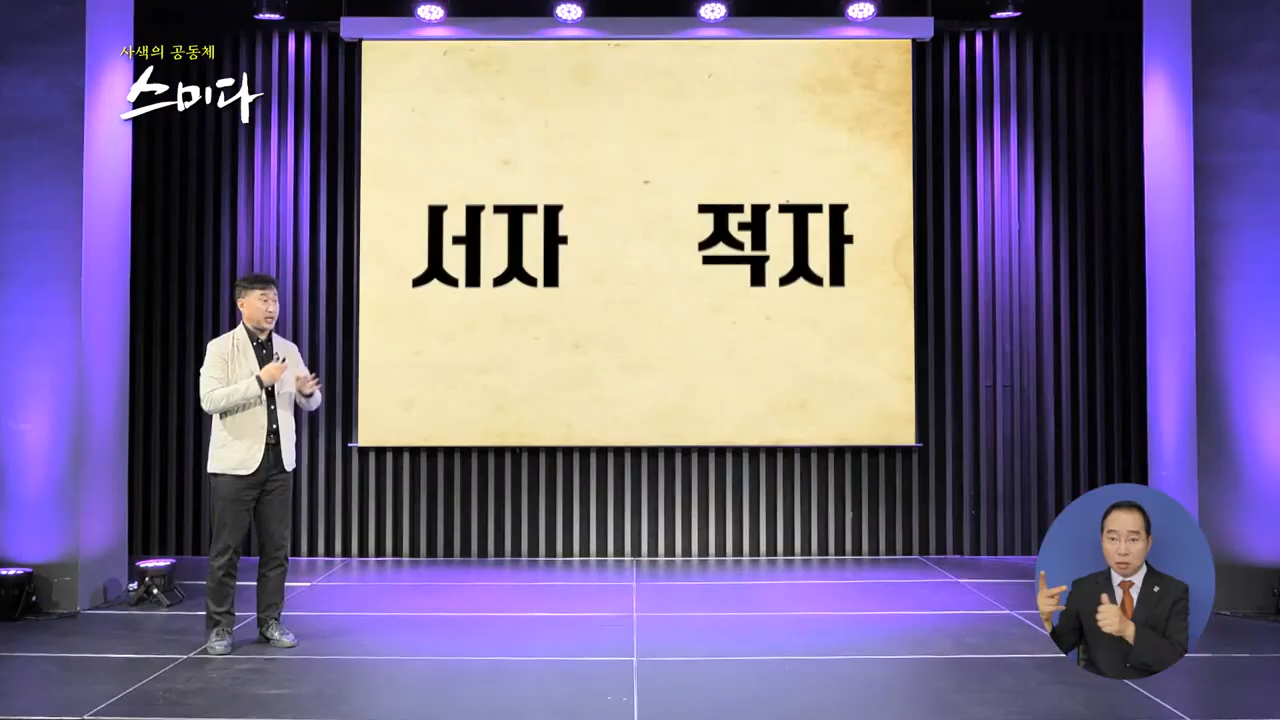 사색의 공동체
스미다
서자 적자